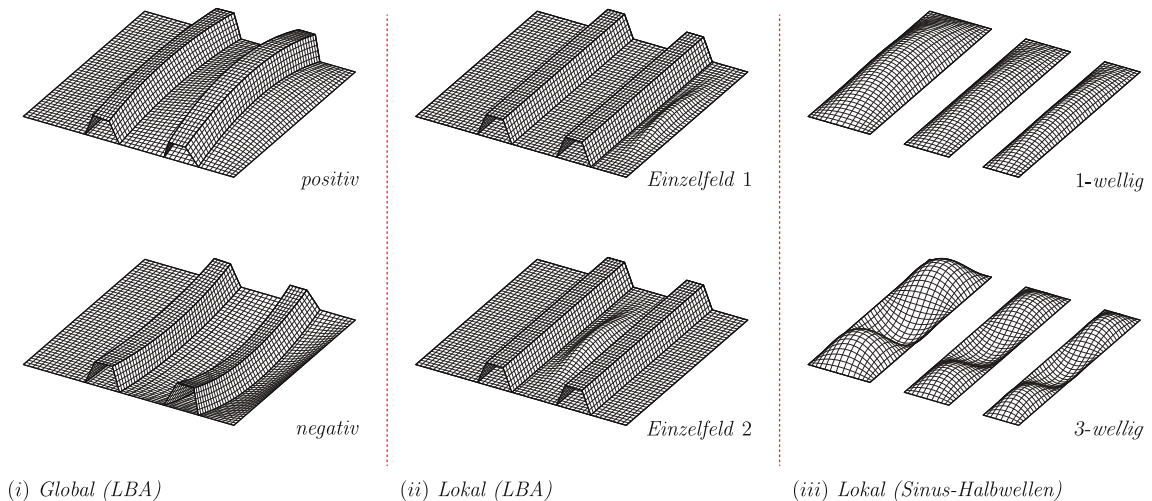 positiv
Einzelfeld 1
1-wellig
negativ
Einzelfeld 2
3-wellig
(i) Global (LBA)
(ii) Lokal (LBA)
(iii) Lokal (Sinus-Halbwellen)